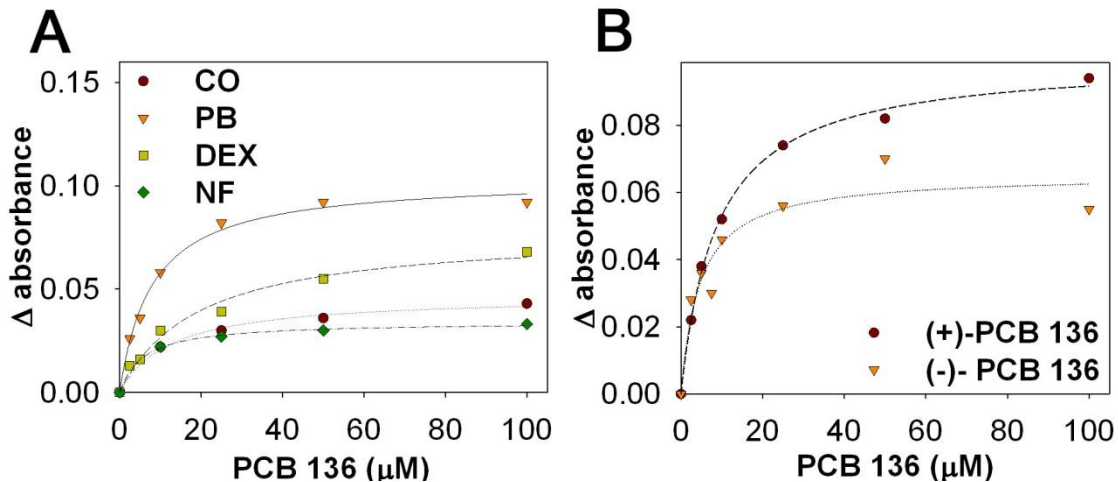 A
Δ absorbance
0.15
0.10
0.05
0.00
CO
PB
DEX
NF
0 20 40 60 80 100
PCB 136 (μM)
B
Δ absorbance
0.08
0.06
0.04
0.02
0.00
(+)-PCB 136
(-)- PCB 136
0 20 40 60 80 100
PCB 136 (μM)